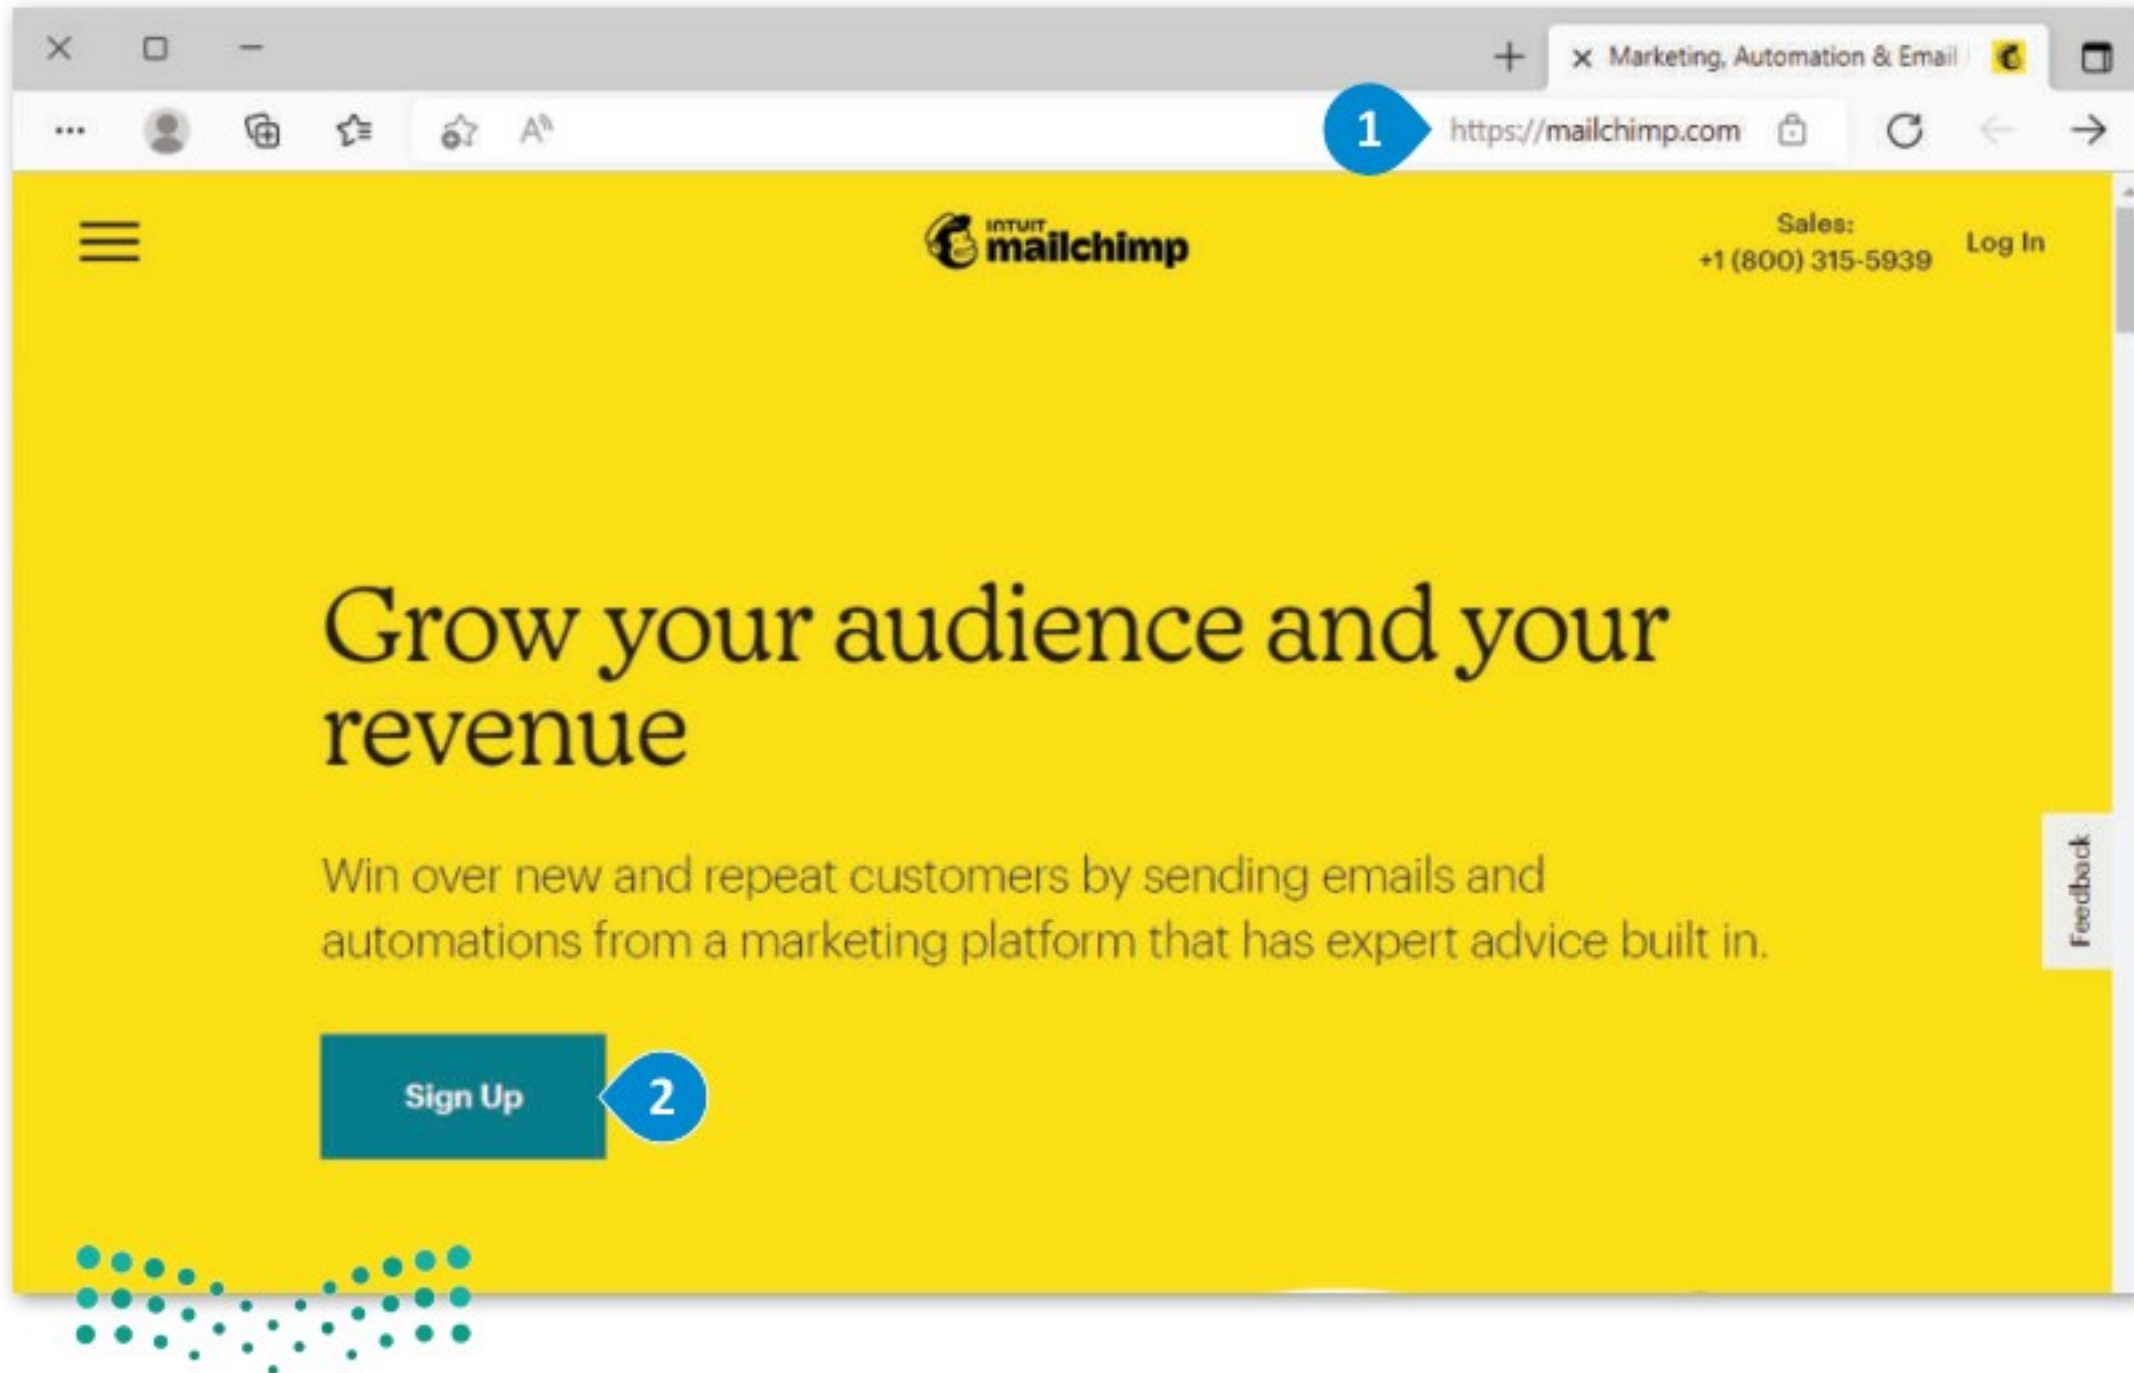 Marketing, Automation & Email
1
https://mailchimp.com
INTUIT
mailchimp
Sales:
+1 (800) 315-5939
Log In
Grow your audience and your
revenue
Win over new and repeat customers by sending emails and
automations from a marketing platform that has expert advice built in.
Feedback
Sign Up
2